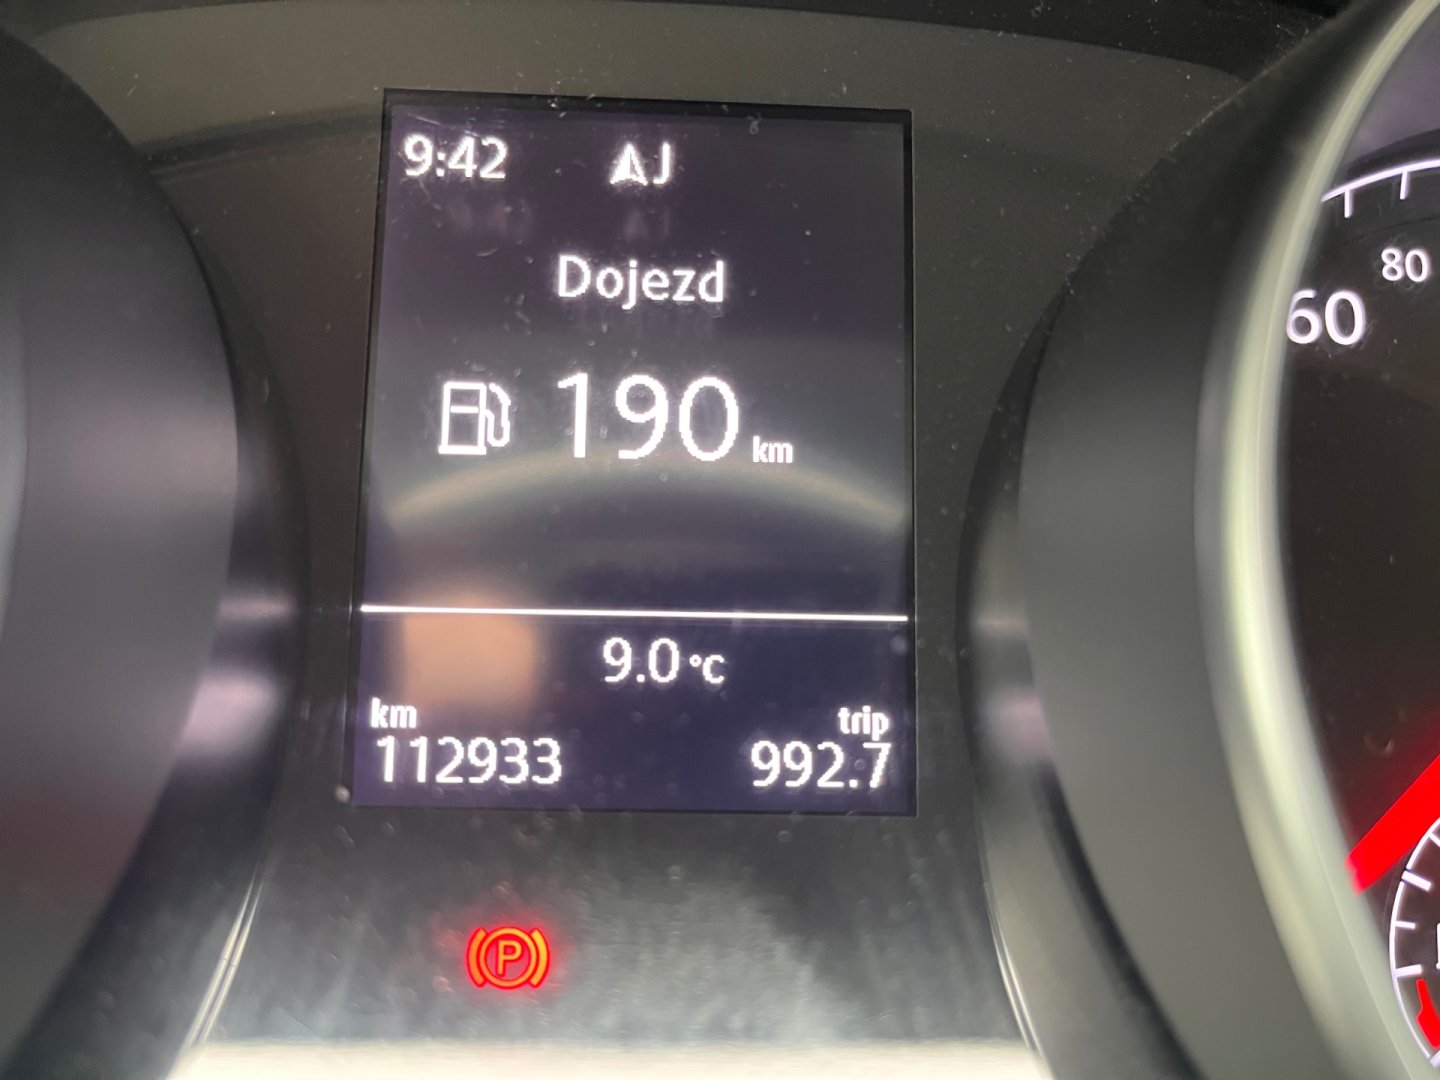 9:42 J
Dojezd
190 km
9.0 °C
km trip
112933 992.7
P
80
60